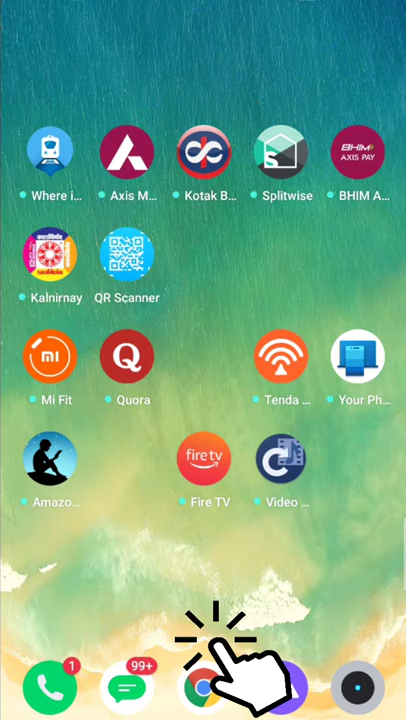 BHIM
AXIS PAY
Where i...
Axis M...
Kotak B...
Splitwise
BHIM A...
Kalnirnay
QR Scanner
Mi Fit
Quora
Tenda ...
Your Ph...
fire tv
Amazo...
Fire TV
Video ...
1
99+